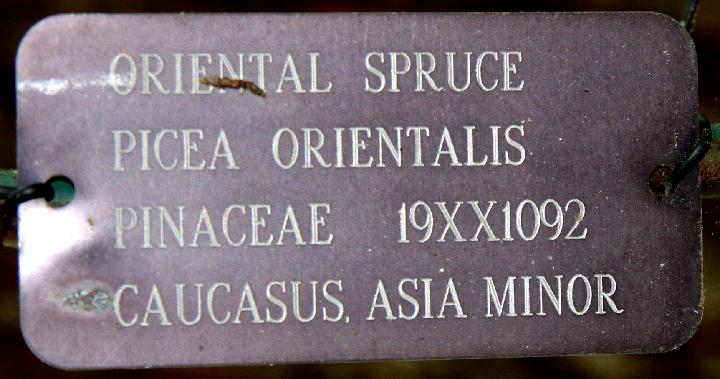 ORIENTAL SPRUCE
PICEA ORIENTALIS
PINACEAE 19XX1092
CAUCASUS, ASIA MINOR